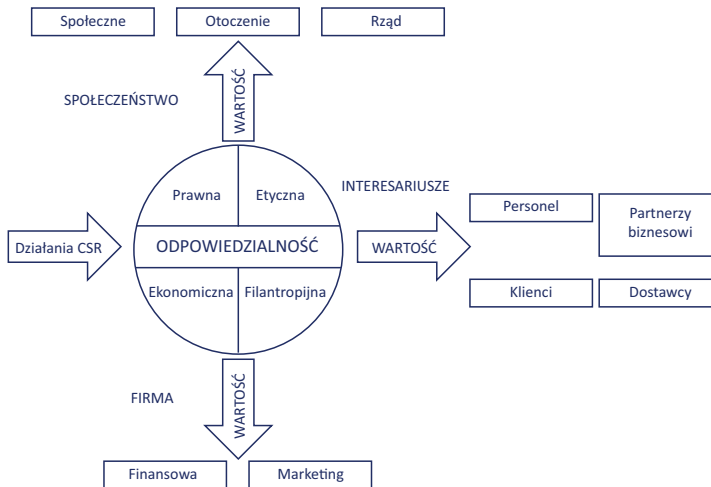 Społeczne
Otoczenie
Rząd
SPOŁECZEŃSTWO
WARTOŚĆ
Prawna
Etyczna
INTERESARIUSZE
Personel
Partnerzy
biznesowi
Działania CSR
ODPOWIEDZIALNOŚĆ
WARTOŚĆ
Ekonomiczna
Filantropijna
Klienci
Dostawcy
FIRMA
WARTOŚĆ
Finansowa
Marketing